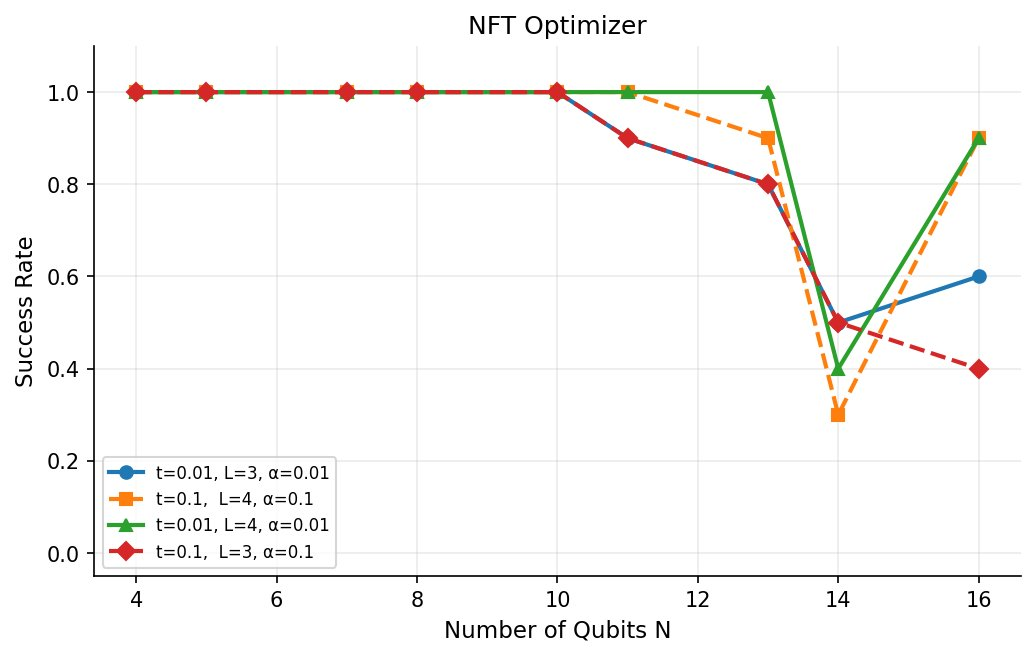 NFT Optimizer
Success Rate
1.0
0.8
0.6
0.4
0.2
0.0
t=0.01, L=3, α=0.01
t=0.1,  L=4, α=0.1
t=0.01, L=4, α=0.01
t=0.1,  L=3, α=0.1
4 6 8 10 12 14 16
Number of Qubits N